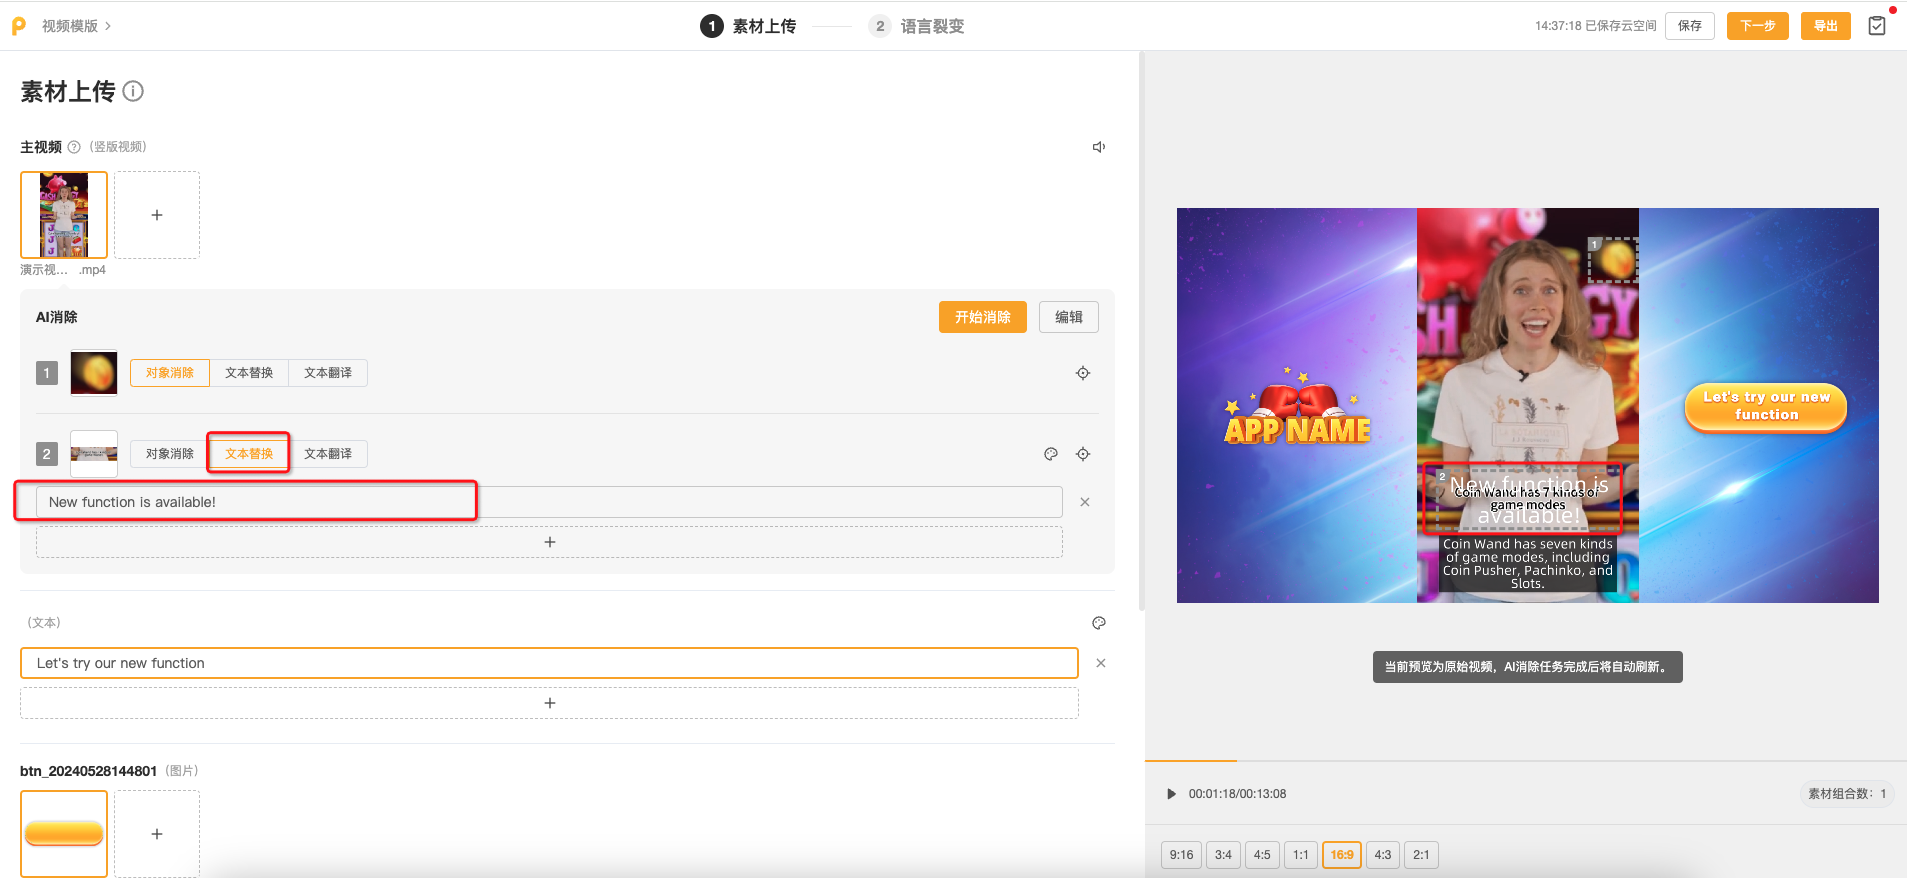 视频模版
1 素材上传
2 语言裂变
14:37:18 已保存云空间
保存
下一步
导出
素材上传
主视频
(竖版视频)
演示视... .mp4
AI消除
开始消除
编辑
1
对象消除
文本替换
文本翻译
2
对象消除
文本替换
文本翻译
New function is available!
(文本)
Let's try our new function
btn_20240528144801 (图片)
APP NAME
1
2
New function is
available!
Coin Wand has 7 kinds of
game modes
Coin Wand has seven kinds
of game modes, including
Coin Pusher, Pachinko, and
Slots.
Let's try our new
function
当前预览为原始视频，AI消除任务完成后将自动刷新。
00:01:18/00:13:08
素材组合数：1
9:16
3:4
4:5
1:1
16:9
4:3
2:1